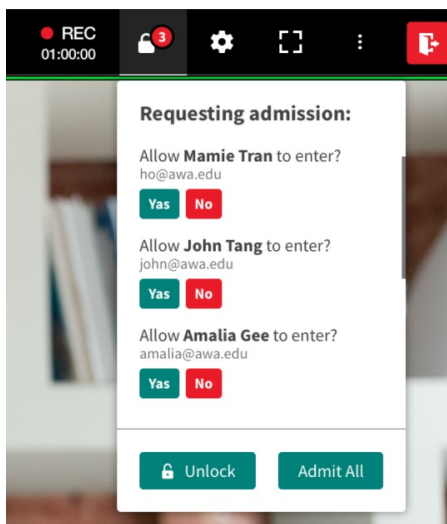 REC
01:00:00
3
Requesting admission:
Allow Mamie Tran to enter?
ho@awa.edu
Yas No
Allow John Tang to enter?
john@awa.edu
Yas No
Allow Amalia Gee to enter?
amalia@awa.edu
Yas No
Unlock Admit All